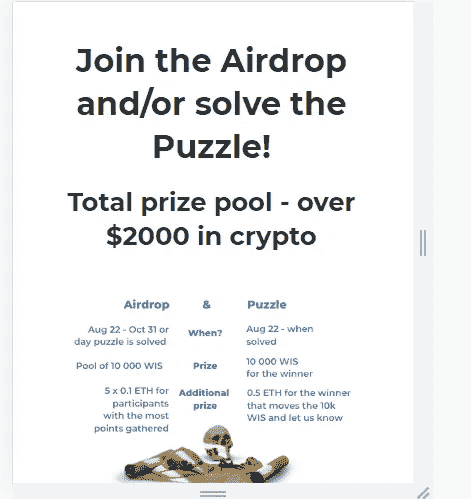 Join the Airdrop
and/or solve the
Puzzle!
Total prize pool - over
$2000 in crypto
Airdrop & Puzzle
Aug 22 - Oct 31 or
day puzzle is solved
When?
Aug 22 - when
solved
Pool of 10 000 WIS
Prize
10 000 WIS
for the winner
5 x 0.1 ETH for
participants
with the most
points gathered
Additional
prize
0.5 ETH for the winner
that moves the 10k
WIS and let us know